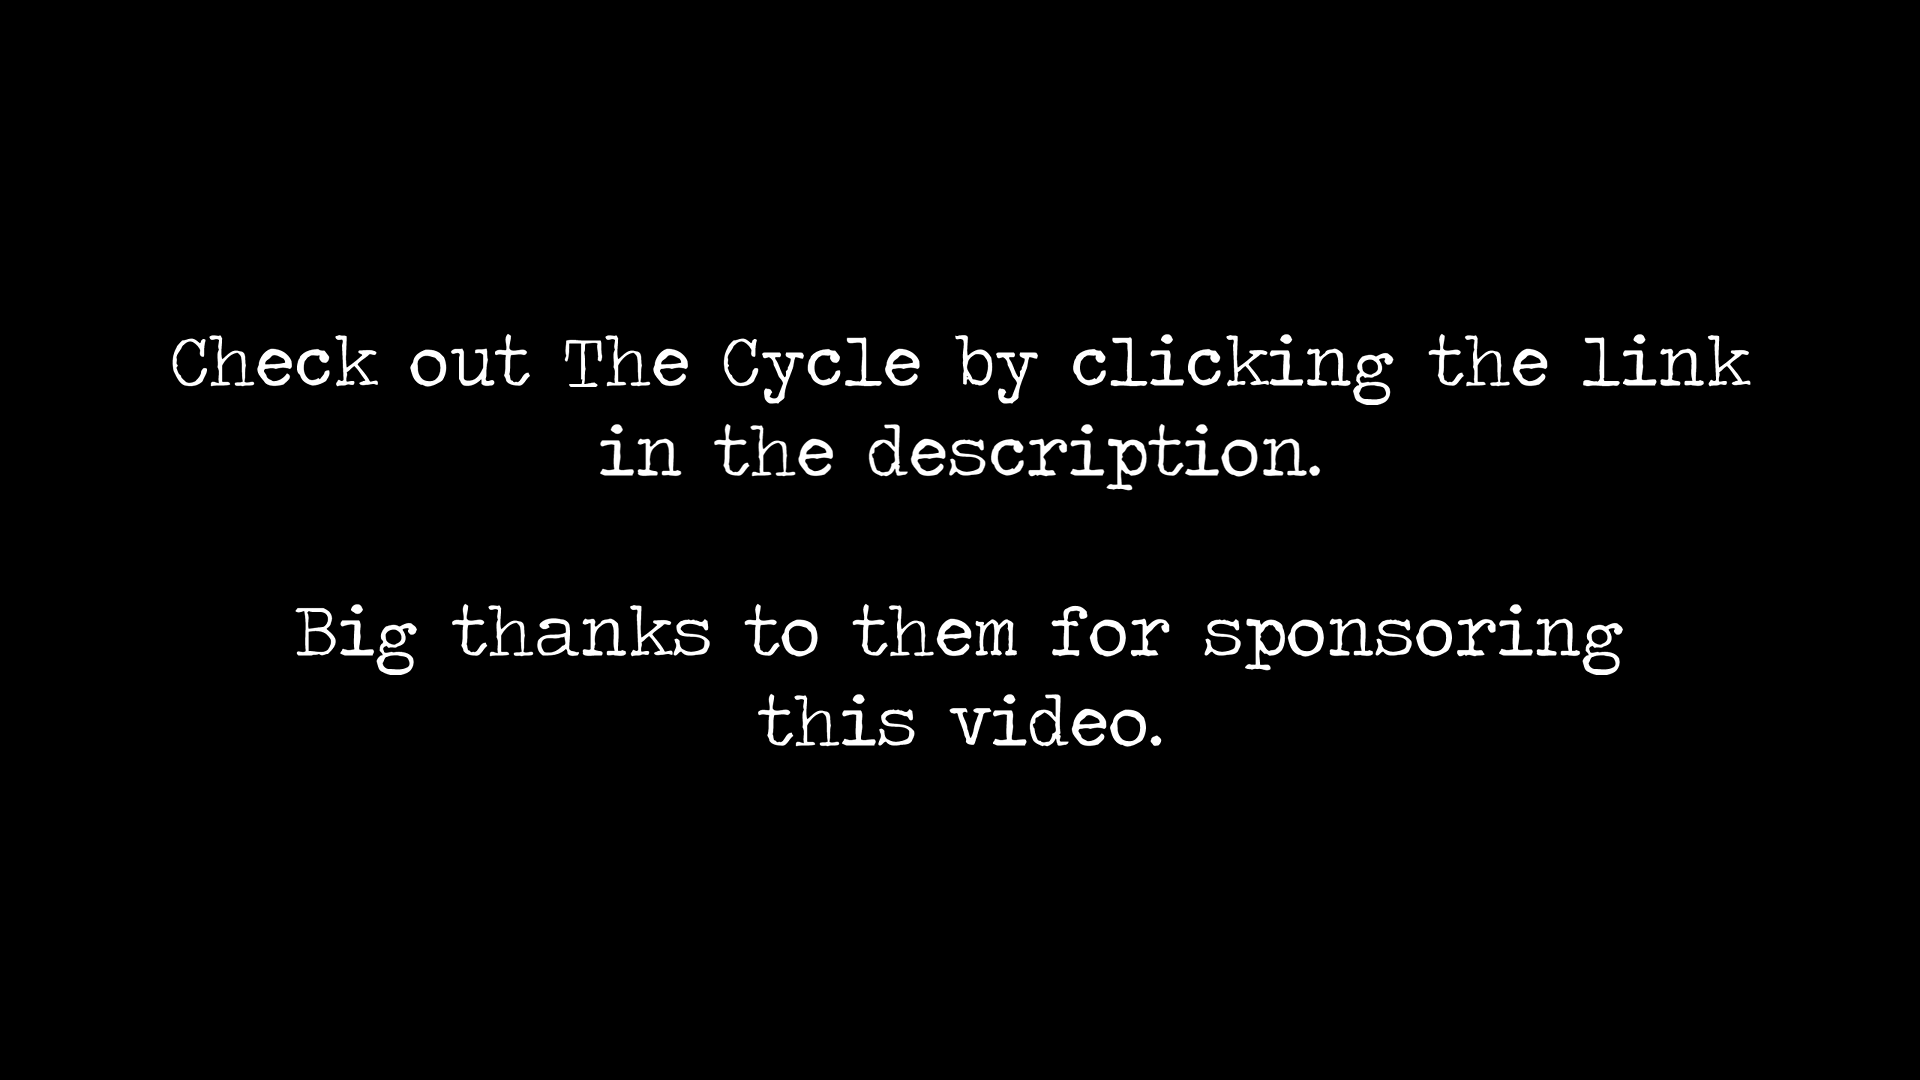 Check out The Cycle by clicking the link
in the description.
Big thanks to them for sponsoring
this video.